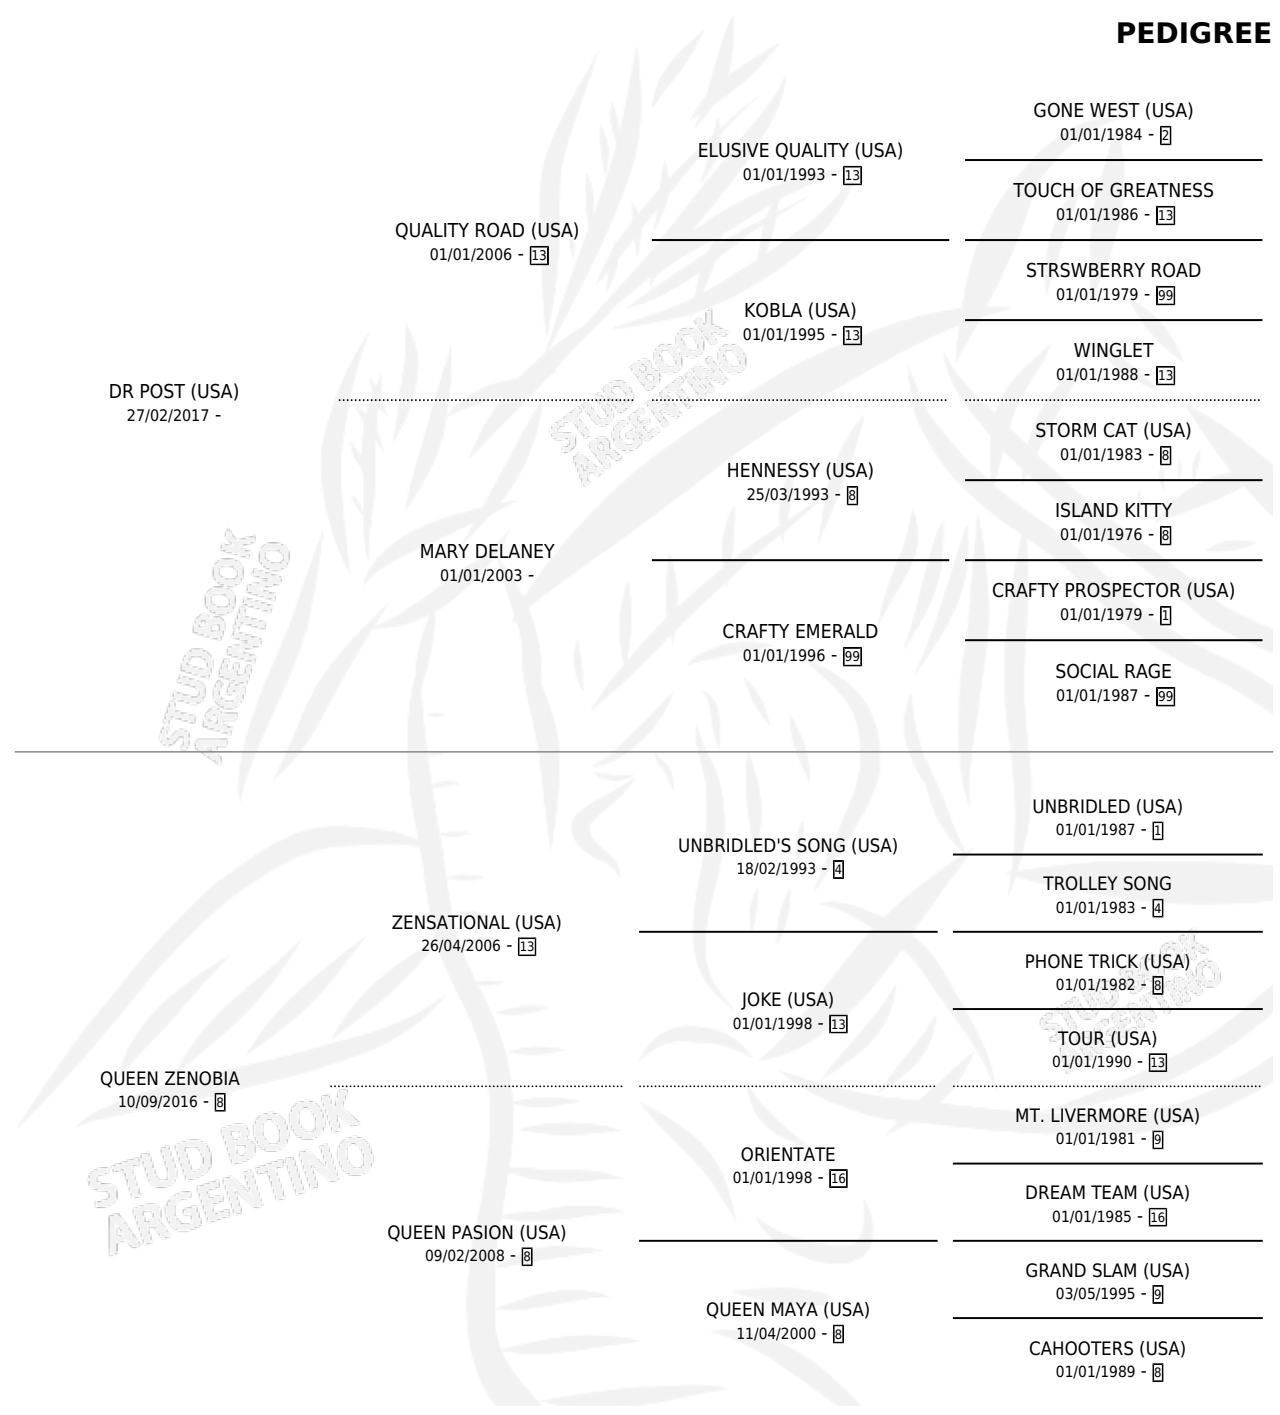 PEDIGREE
GONE WEST (USA)
01/01/1984 - 2
ELUSIVE QUALITY (USA)
01/01/1993 - 13
TOUCH OF GREATNESS
01/01/1986 - 13
QUALITY ROAD (USA)
01/01/2006 - 13
STRSWBERRY ROAD
01/01/1979 - 99
KOBLA (USA)
01/01/1995 - 13
WINGLET
01/01/1988 - 13
DR POST (USA)
27/02/2017 -
STORM CAT (USA)
01/01/1983 - 8
HENNESSY (USA)
25/03/1993 - 8
ISLAND KITTY
01/01/1976 - 8
MARY DELANEY
01/01/2003 -
CRAFTY PROSPECTOR (USA)
01/01/1979 - 1
CRAFTY EMERALD
01/01/1996 - 99
SOCIAL RAGE
01/01/1987 - 99
UNBRIDLED (USA)
01/01/1987 - 1
UNBRIDLED'S SONG (USA)
18/02/1993 - 4
TROLLEY SONG
01/01/1983 - 4
ZENSATIONAL (USA)
26/04/2006 - 13
PHONE TRICK (USA)
01/01/1982 - 8
JOKE (USA)
01/01/1998 - 13
TOUR (USA)
01/01/1990 - 13
QUEEN ZENOBIA
10/09/2016 - 8
MT. LIVERMORE (USA)
01/01/1981 - 9
ORIENTATE
01/01/1998 - 16
DREAM TEAM (USA)
01/01/1985 - 16
QUEEN PASION (USA)
09/02/2008 - 8
GRAND SLAM (USA)
03/05/1995 - 9
QUEEN MAYA (USA)
11/04/2000 - 8
CAHOOTERS (USA)
01/01/1989 - 8
STUD BOOK
ARGENTINO
STUD BOOK
ARGENTINO
STUD BOOK
ARGENTINO
STUD BOOK
ARGENTINO